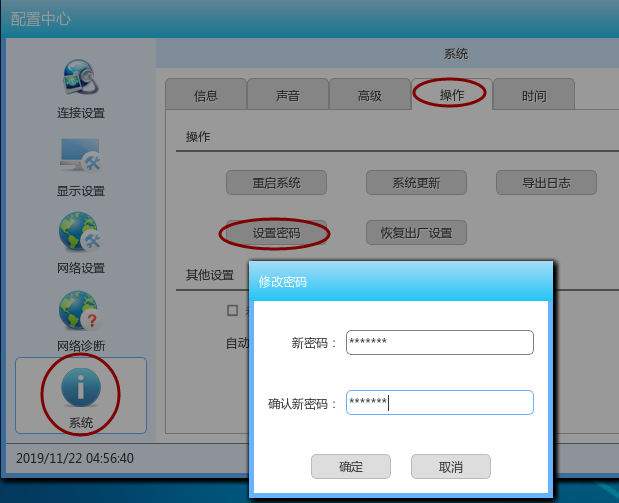 配置中心
系统
连接设置
显示设置
网络设置
网络诊断
系统
信息 声音 高级 操作 时间
操作
重启系统 系统更新 导出日志
设置密码 恢复出厂设置
其他设置
自动
修改密码
新密码： *******
确认新密码： *******
确定 取消
2019/11/22 04:56:40